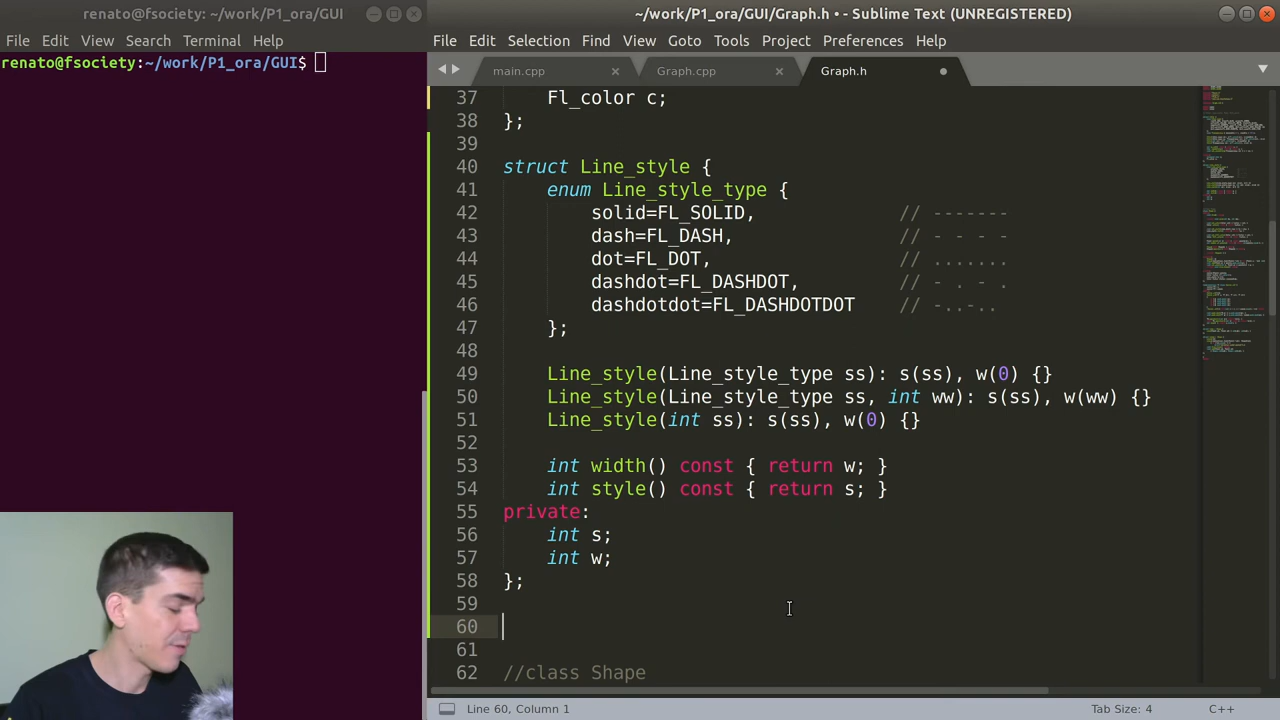 renato@fsociety: ~/work/P1_ora/GUI
File Edit View Search Terminal Help
renato@fsociety:~/work/P1_ora/GUI$
~/work/P1_ora/GUI/Graph.h • - Sublime Text (UNREGISTERED)
File Edit Selection Find View Goto Tools Project Preferences Help
main.cpp Graph.cpp Graph.h
37 Fl_color c;
38 };
39
40 struct Line_style {
41 enum Line_style_type {
42 solid=FL_SOLID, // -------
43 dash=FL_DASH, // - - - -
44 dot=FL_DOT, // .......
45 dashdot=FL_DASHDOT, // - . - .
46 dashdotdot=FL_DASHDOTDOT // -..-..
47 };
48
49 Line_style(Line_style_type ss): s(ss), w(0) {}
50 Line_style(Line_style_type ss, int ww): s(ss), w(ww) {}
51 Line_style(int ss): s(ss), w(0) {}
52
53 int width() const { return w; }
54 int style() const { return s; }
55 private:
56 int s;
57 int w;
58 };
59
60
61
62 //class Shape
Line 60, Column 1 Tab Size: 4 C++